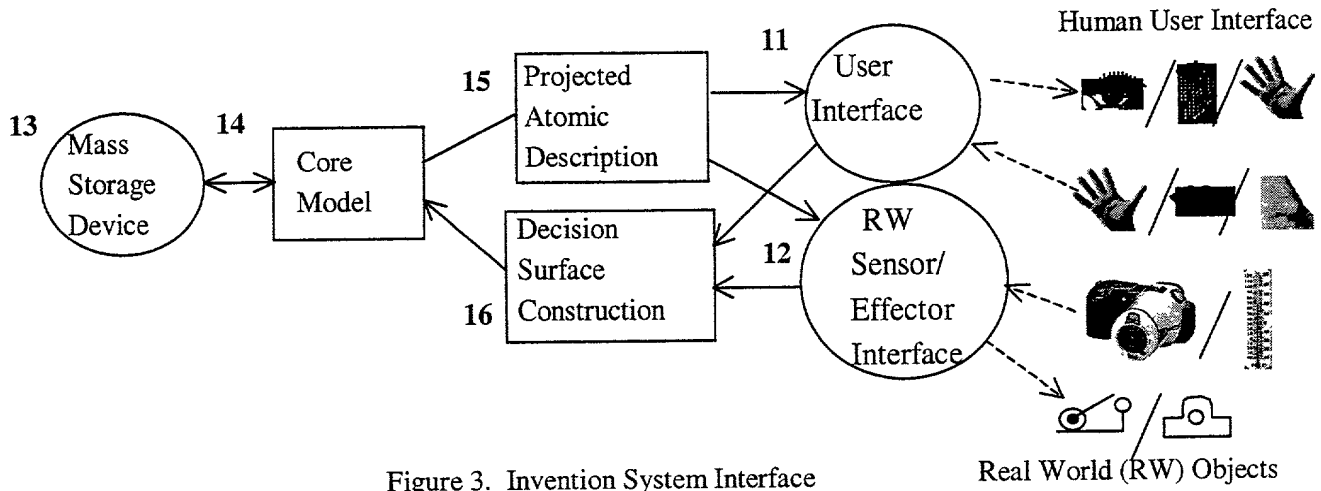 Human User Interface
11
User
Interface
15
Projected
Atomic
Description
13
Mass
Storage
Device
14
Core
Model
Decision
Surface
Construction
16
12
RW
Sensor/
Effector
Interface
Figure 3. Invention System Interface
Real World (RW) Objects